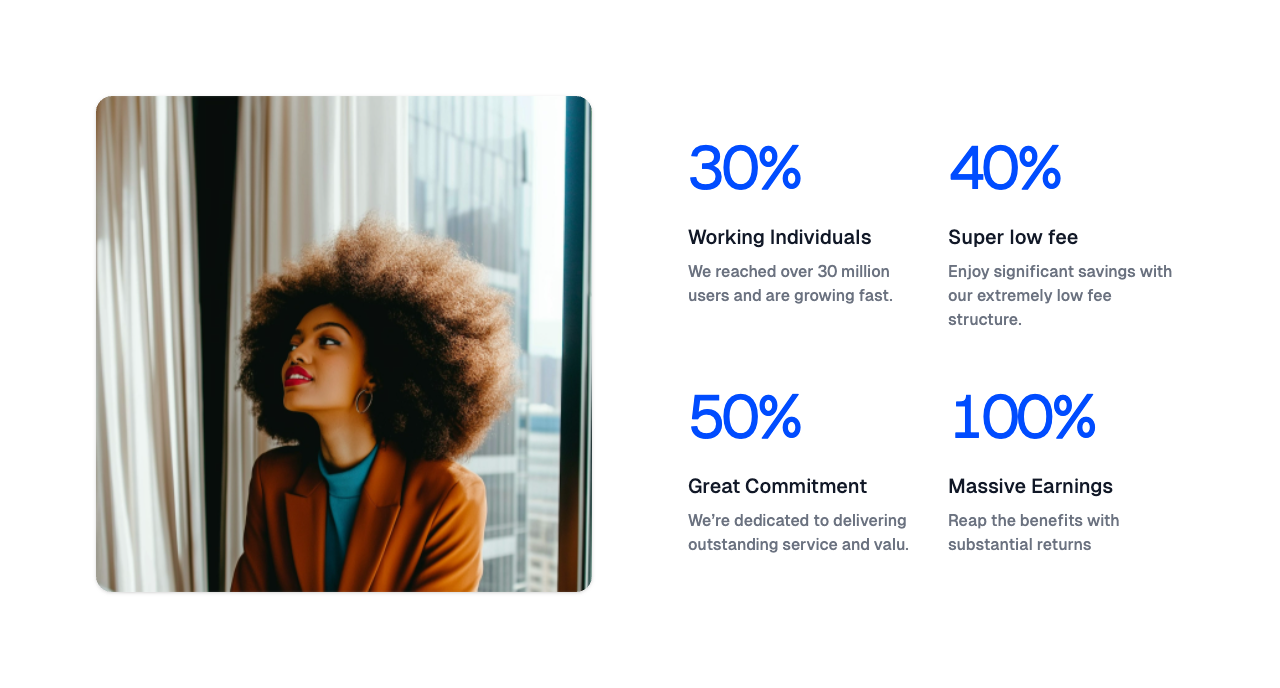 30%
Working Individuals
We reached over 30 million
users and are growing fast.
40%
Super low fee
Enjoy significant savings with
our extremely low fee
structure.
50%
Great Commitment
We’re dedicated to delivering
outstanding service and valu.
100%
Massive Earnings
Reap the benefits with
substantial returns